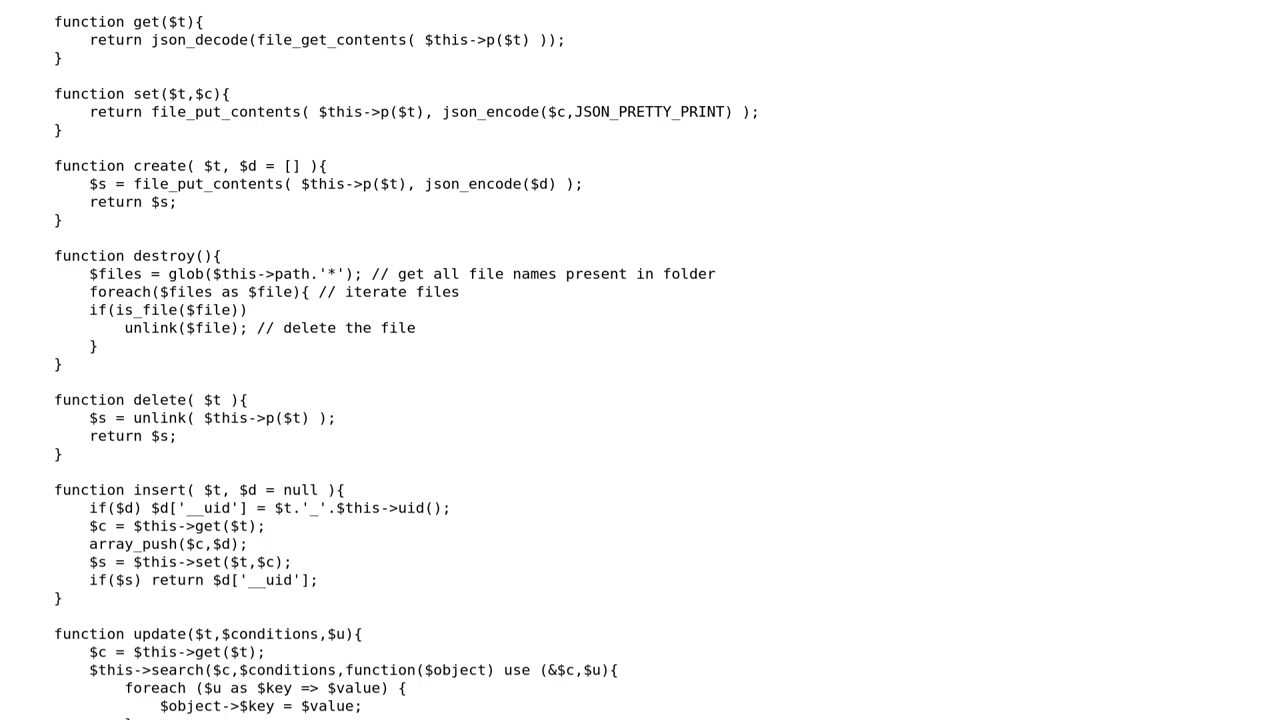 function get($t){
    return json_decode(file_get_contents( $this->p($t) ));
}

function set($t,$c){
    return file_put_contents( $this->p($t), json_encode($c,JSON_PRETTY_PRINT) );
}

function create( $t, $d = [] ){
    $s = file_put_contents( $this->p($t), json_encode($d) );
    return $s;
}

function destroy(){
    $files = glob($this->path.'*'); // get all file names present in folder
    foreach($files as $file){ // iterate files
    if(is_file($file))
        unlink($file); // delete the file
    }
}

function delete( $t ){
    $s = unlink( $this->p($t) );
    return $s;
}

function insert( $t, $d = null ){
    if($d) $d['__uid'] = $t.'_'.$this->uid();
    $c = $this->get($t);
    array_push($c,$d);
    $s = $this->set($t,$c);
    if($s) return $d['__uid'];
}

function update($t,$conditions,$u){
    $c = $this->get($t);
    $this->search($c,$conditions,function($object) use (&$c,$u){
        foreach ($u as $key => $value) {
            $object->$key = $value;
        }